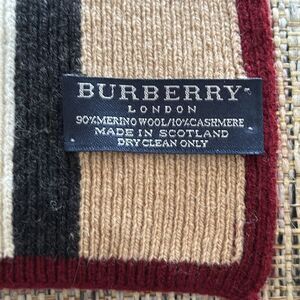 BURBERRY
LONDON
90%MERINO WOOL/10%CASHMERE
MADE IN SCOTLAND
DRY CLEAN ONLY